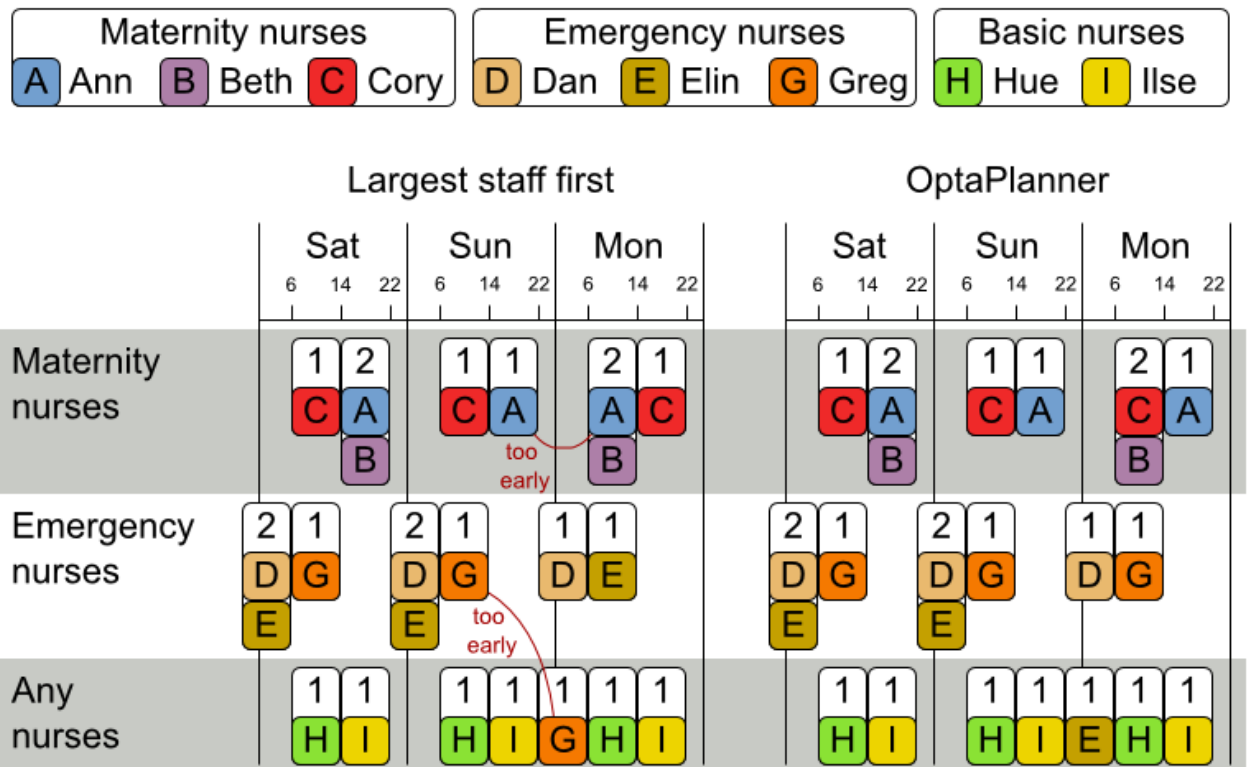 Maternity nurses Emergency nurses Basic nurses
A Ann B Beth C Cory D Dan E Elin G Greg H Hue I Ilse
Largest staff first OptaPlanner
Sat Sun Mon Sat Sun Mon
6 14 22 6 14 22 6 14 22 6 14 22 6 14 22 6 14 22
Maternity 1 2 1 1 2 1 1 2 1 1 2 1
nurses C A C A A C C A C A C A
too
B B B B
early
Emergency 2 1 2 1 1 1 2 1 2 1 1 1
nurses D G D G D E D G D G D G
too
E E E E
early
Any 1 1 1 1 1 1 1 1 1 1 1 1 1 1
nurses H I H I G H I H I H I E H I